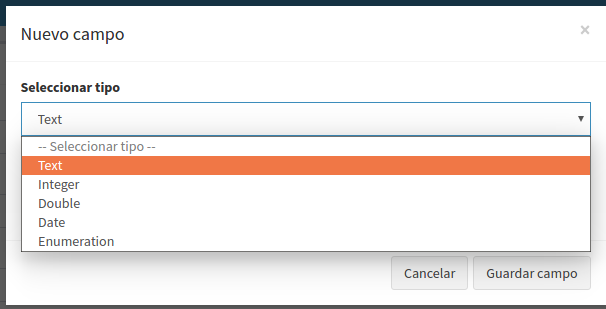 Nuevo campo
×
Seleccionar tipo
Text
-- Seleccionar tipo --
Text
Integer
Double
Date
Enumeration
Cancelar
Guardar campo